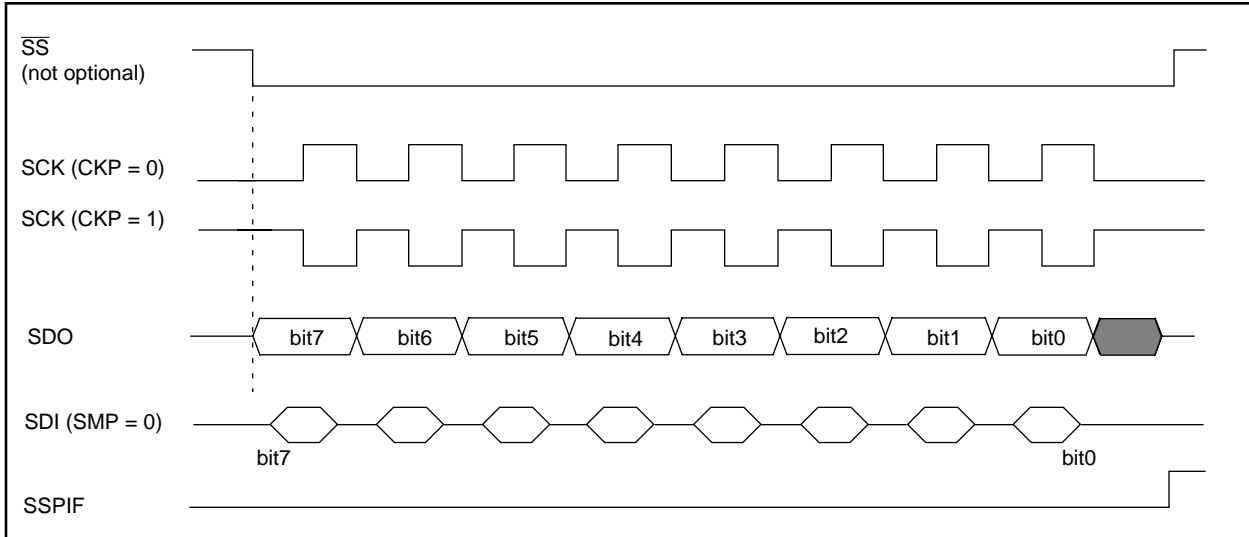 S̅S̅
(not optional)
SCK (CKP = 0)
SCK (CKP = 1)
SDO
bit7 bit6 bit5 bit4 bit3 bit2 bit1 bit0
SDI (SMP = 0)
bit7 bit0
SSPIF